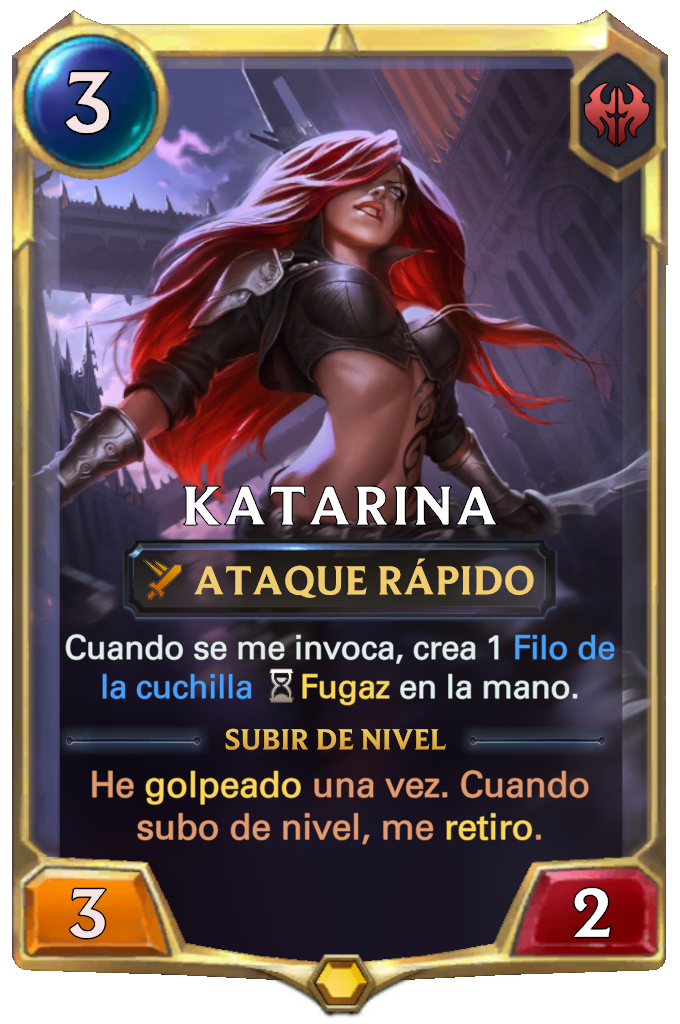 3
KATARINA
ATAQUE RÁPIDO
Cuando se me invoca, crea 1 Filo de
la cuchilla Fugaz en la mano.
SUBIR DE NIVEL
He golpeado una vez. Cuando
subo de nivel, me retiro.
3
2